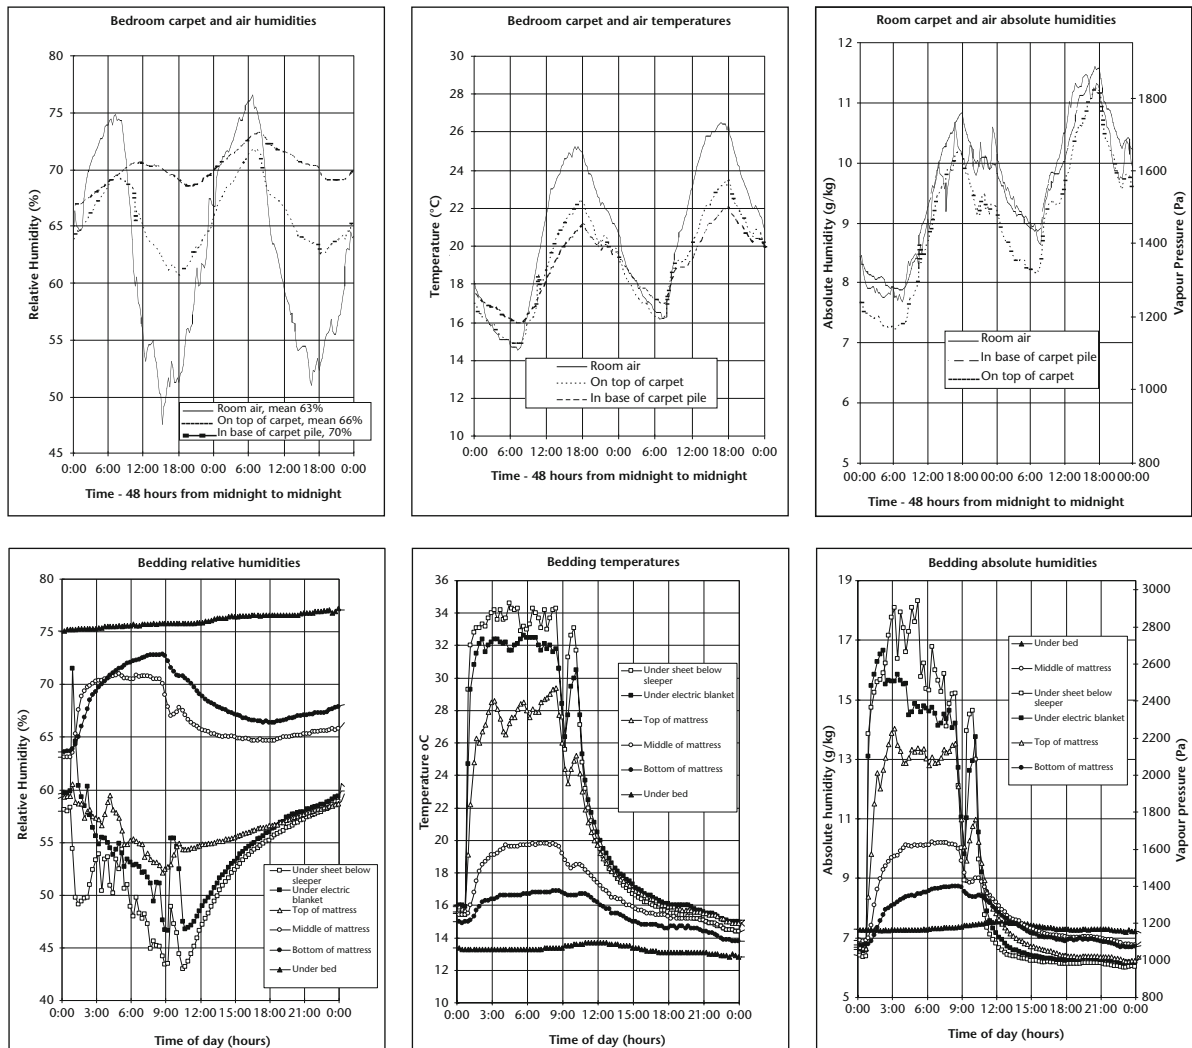 Bedroom carpet and air humidities
80
75
70
65
60
55
50
45
Relative Humidity (%)
Room air, mean 63%
On top of carpet, mean 66%
In base of carpet pile, 70%
0:00 6:00 12:00 18:00 0:00 6:00 12:00 18:00 0:00
Time - 48 hours from midnight to midnight
Bedroom carpet and air temperatures
30
28
26
24
22
20
18
16
14
12
10
Temperature (°C)
Room air
On top of carpet
In base of carpet pile
0:00 6:00 12:00 18:00 0:00 6:00 12:00 18:00 0:00
Time - 48 hours from midnight to midnight
Room carpet and air absolute humidities
12
11
10
9
8
7
6
5
Absolute Humidity (g/kg)
1800
1600
1400
1200
1000
800
Vapour Pressure (Pa)
Room air
In base of carpet pile
On top of carpet
00:00 06:00 12:00 18:00 00:00 06:00 12:00 18:00 00:00
Time - 48 hours from midnight to midnight
Bedding relative humidities
80
75
70
65
60
55
50
45
40
Relative Humidity (%)
Under sheet below
sleeper
Under electric
blanket
Top of mattress
Middle of mattress
Bottom of mattress
Under bed
0:00 3:00 6:00 9:00 12:00 15:00 18:00 21:00 0:00
Time of day (hours)
Bedding temperatures
36
34
32
30
28
26
24
22
20
18
16
14
12
10
Temperature oC
Under sheet below sleeper
Under electric blanket
Top of mattress
Middle of mattress
Bottom of mattress
Under bed
0:00 3:00 6:00 9:00 12:00 15:00 18:00 21:00 0:00
Time of day (hours)
Bedding absolute humidities
19
17
15
13
11
9
7
5
Absolute humidity (g/kg)
3000
2800
2600
2400
2200
2000
1800
1600
1400
1200
1000
800
Vapour pressure (Pa)
Under bed
Middle of mattress
Under sheet below
sleeper
Under electric blanket
Top of mattress
Bottom of mattress
0:00 3:00 6:00 9:00 12:00 15:00 18:00 21:00 0:00
Time of day (hours)